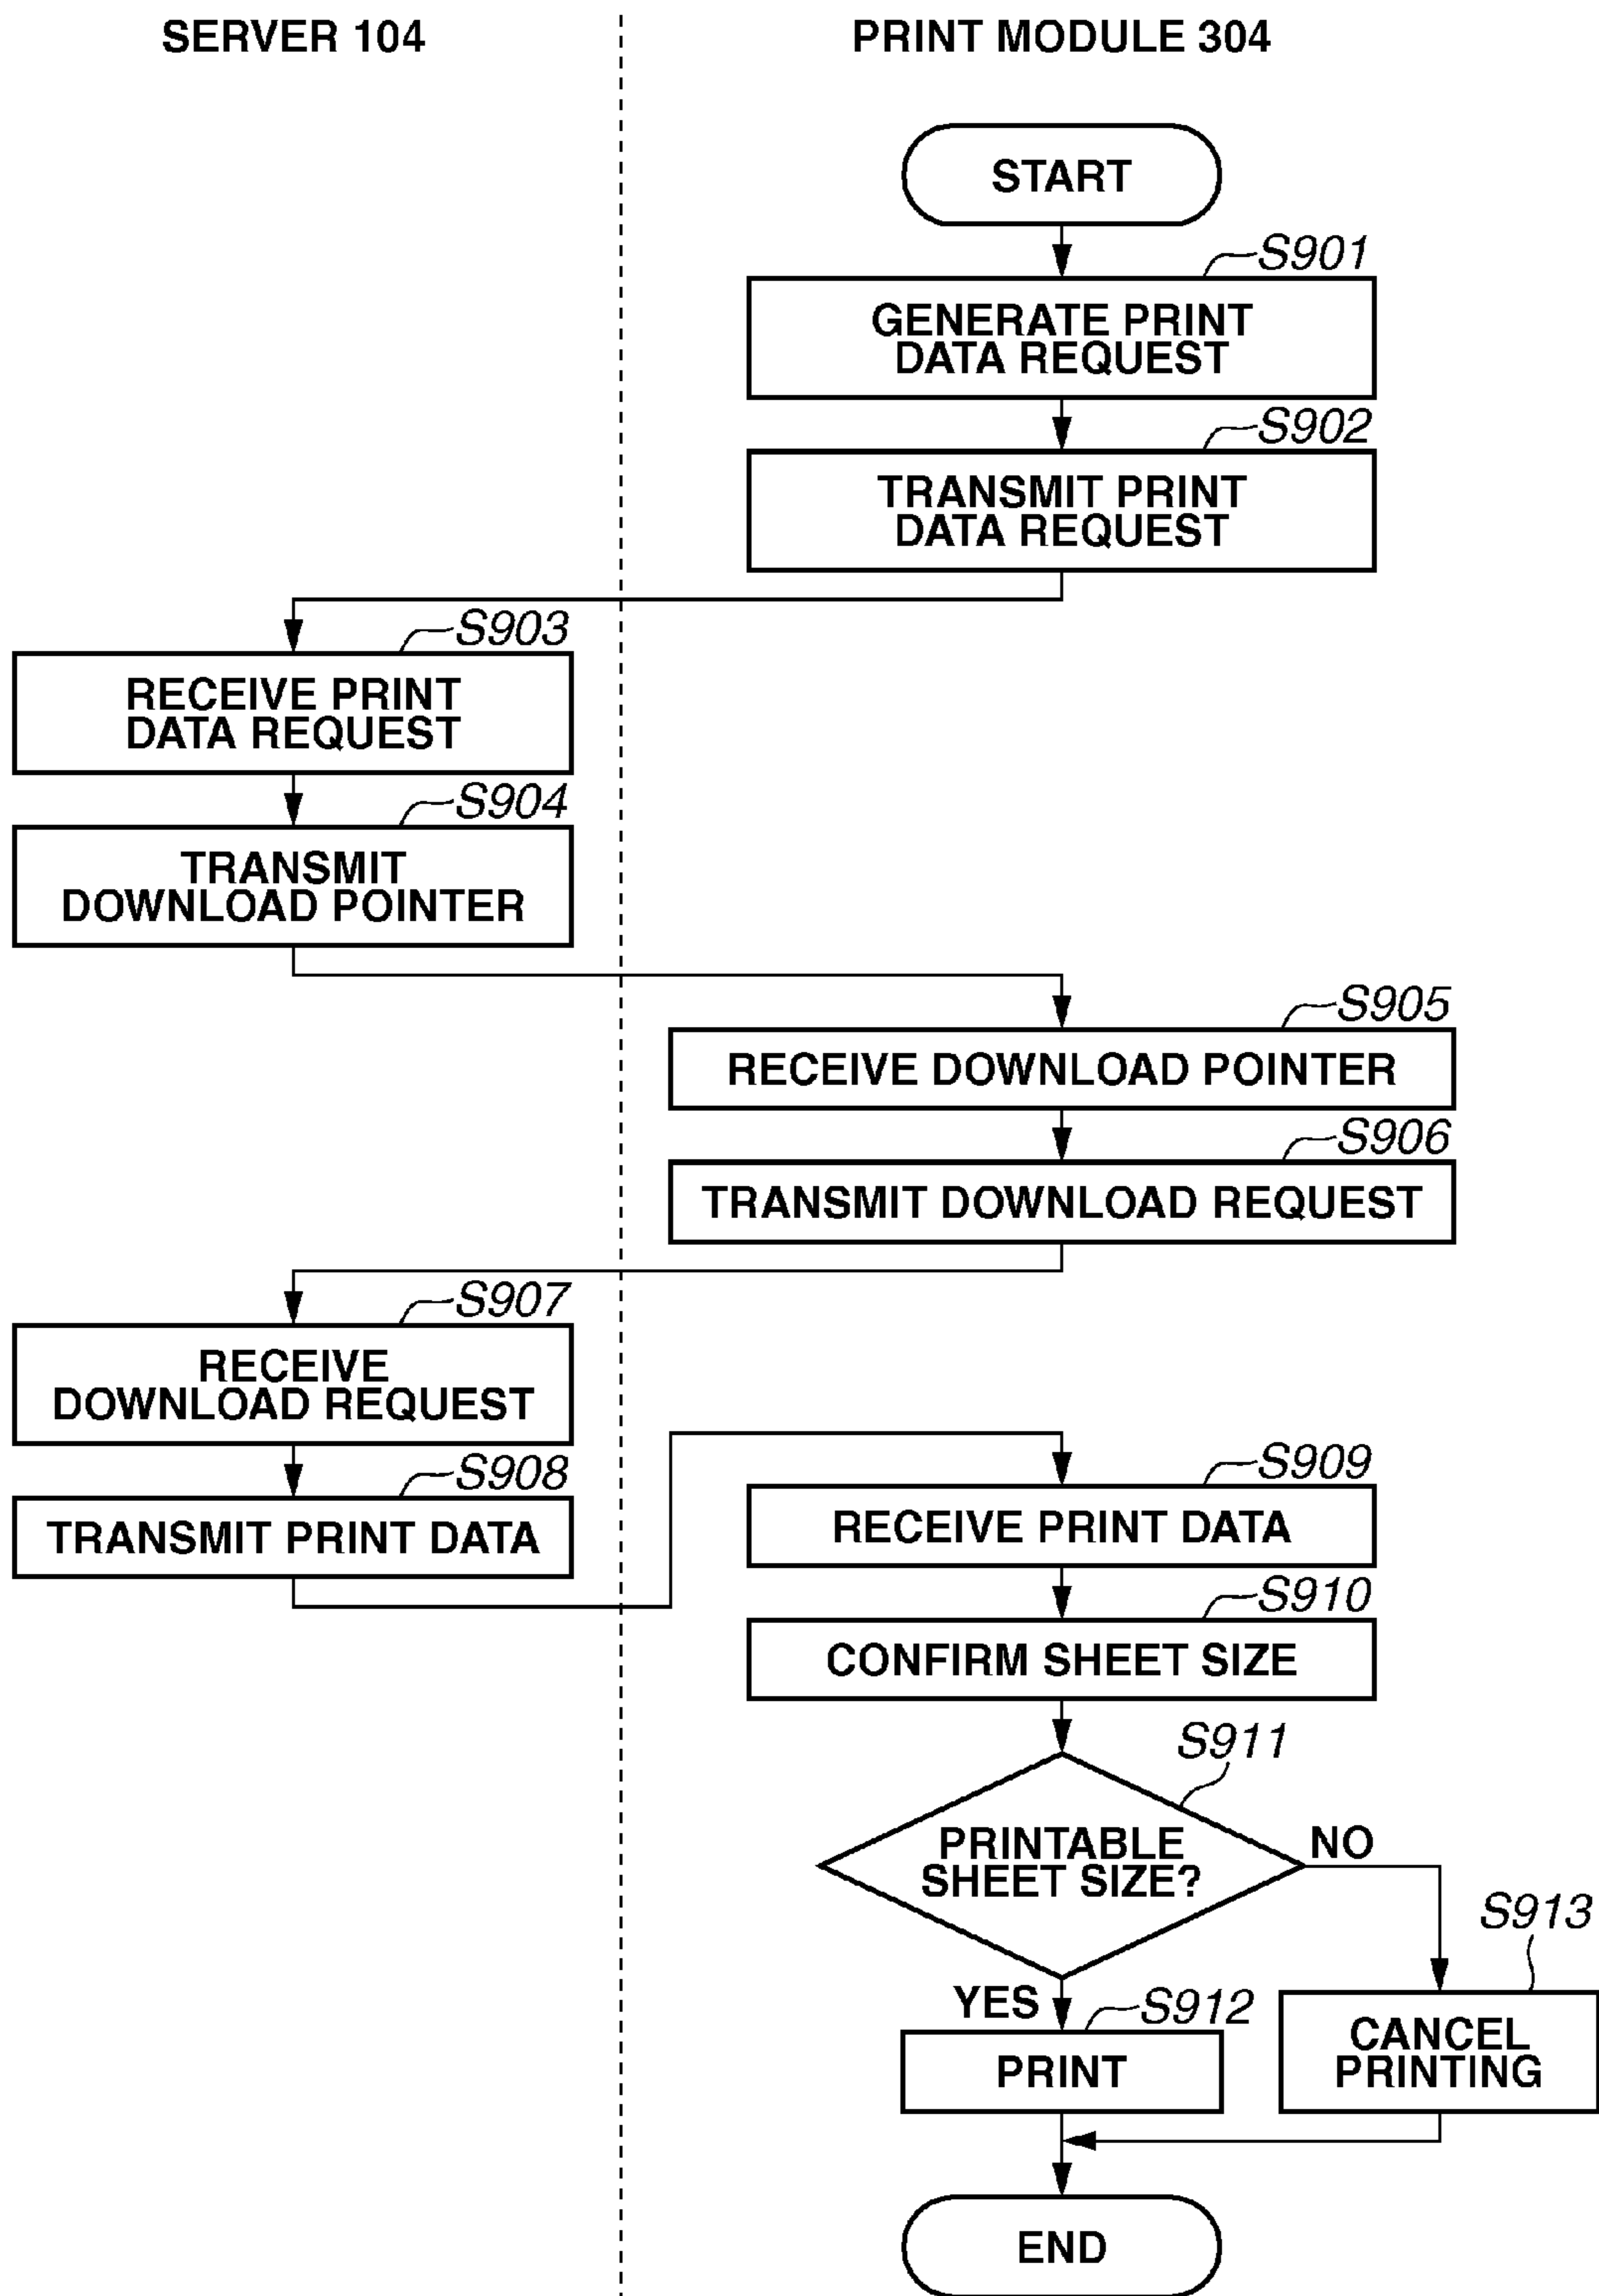 SERVER 104
PRINT MODULE 304
START
S901
GENERATE PRINT
DATA REQUEST
S902
TRANSMIT PRINT
DATA REQUEST
S903
RECEIVE PRINT
DATA REQUEST
S904
TRANSMIT
DOWNLOAD POINTER
S905
RECEIVE DOWNLOAD POINTER
S906
TRANSMIT DOWNLOAD REQUEST
S907
RECEIVE
DOWNLOAD REQUEST
S908
TRANSMIT PRINT DATA
S909
RECEIVE PRINT DATA
S910
CONFIRM SHEET SIZE
S911
PRINTABLE
SHEET SIZE?
NO
S913
CANCEL
PRINTING
YES
S912
PRINT
END